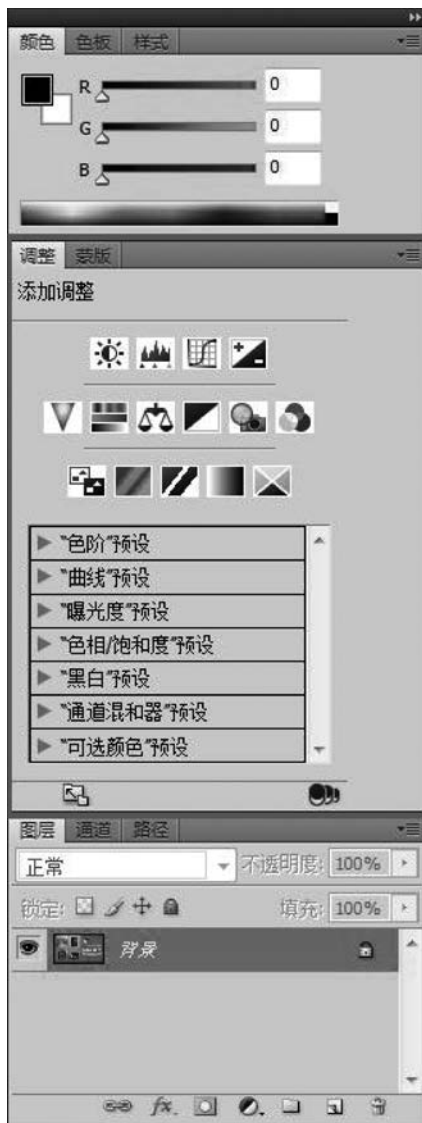 颜色 色板 样式
R 0
G 0
B 0
调整 蒙版
添加调整
"色阶"预设
"曲线"预设
"曝光度"预设
"色相/饱和度"预设
"黑白"预设
"通道混和器"预设
"可选颜色"预设
图层 通道 路径
正常 不透明度: 100%
锁定: 填充: 100%
背景
fx.